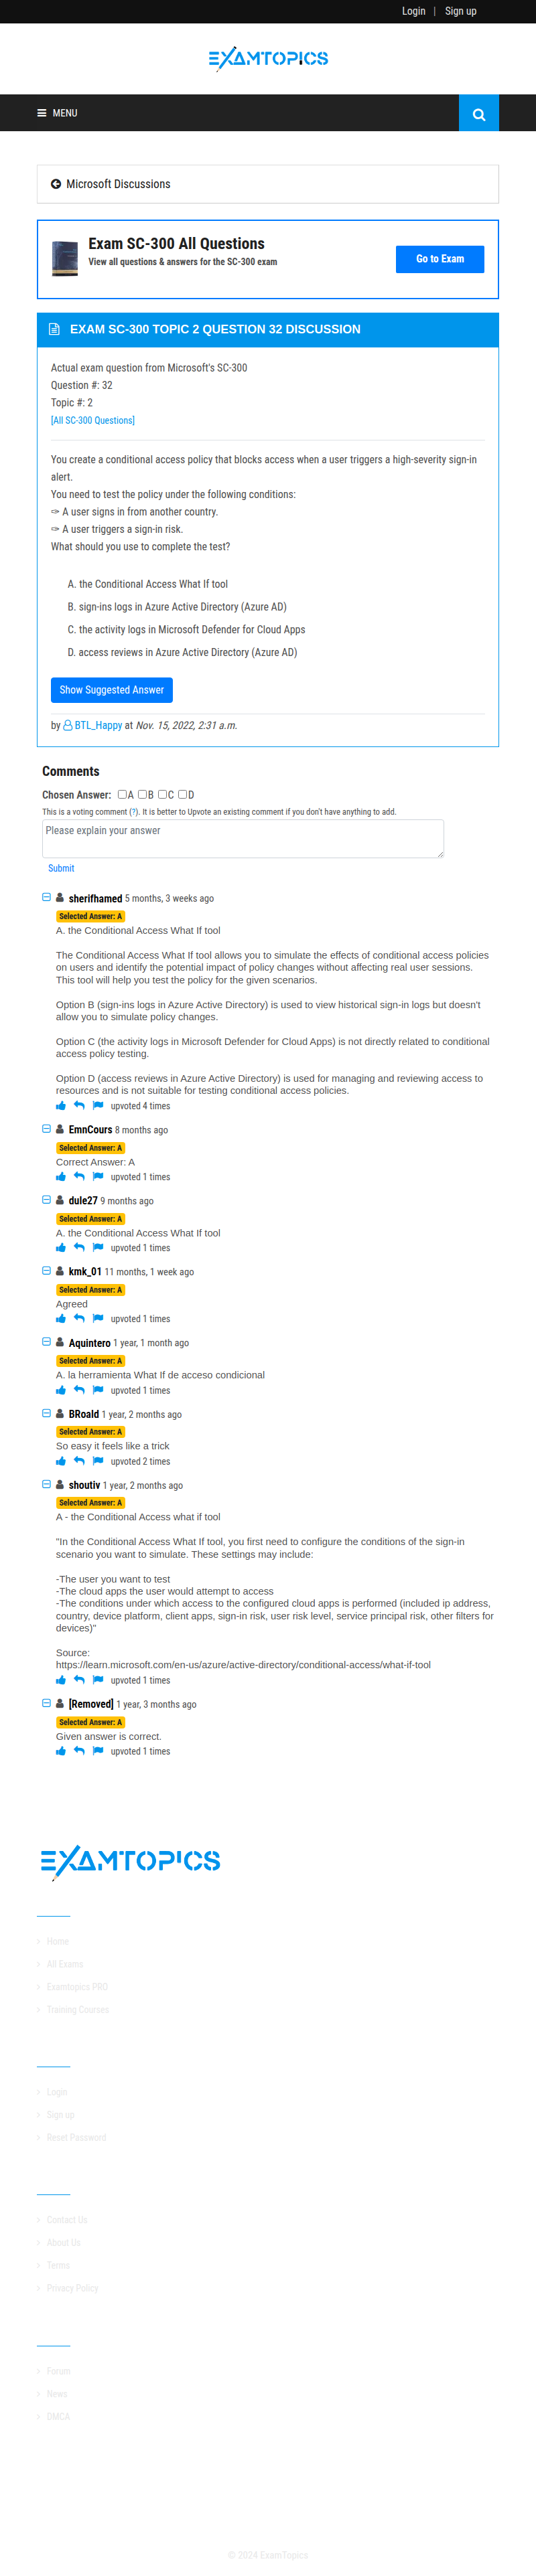 Login | Sign up
EXAMTOPICS
MENU
Microsoft Discussions
Exam SC-300 All Questions
View all questions & answers for the SC-300 exam
Go to Exam
EXAM SC-300 TOPIC 2 QUESTION 32 DISCUSSION
Actual exam question from Microsoft's SC-300
Question #: 32
Topic #: 2
[All SC-300 Questions]
You create a conditional access policy that blocks access when a user triggers a high-severity sign-in
alert.
You need to test the policy under the following conditions:
✑ A user signs in from another country.
✑ A user triggers a sign-in risk.
What should you use to complete the test?
A. the Conditional Access What If tool
B. sign-ins logs in Azure Active Directory (Azure AD)
C. the activity logs in Microsoft Defender for Cloud Apps
D. access reviews in Azure Active Directory (Azure AD)
Show Suggested Answer
by BTL_Happy at Nov. 15, 2022, 2:31 a.m.
Comments
Chosen Answer: A B C D
This is a voting comment (?). It is better to Upvote an existing comment if you don't have anything to add.
Please explain your answer
Submit
sherifhamed 5 months, 3 weeks ago
Selected Answer: A
A. the Conditional Access What If tool
The Conditional Access What If tool allows you to simulate the effects of conditional access policies
on users and identify the potential impact of policy changes without affecting real user sessions.
This tool will help you test the policy for the given scenarios.
Option B (sign-ins logs in Azure Active Directory) is used to view historical sign-in logs but doesn't
allow you to simulate policy changes.
Option C (the activity logs in Microsoft Defender for Cloud Apps) is not directly related to conditional
access policy testing.
Option D (access reviews in Azure Active Directory) is used for managing and reviewing access to
resources and is not suitable for testing conditional access policies.
upvoted 4 times
EmnCours 8 months ago
Selected Answer: A
Correct Answer: A
upvoted 1 times
dule27 9 months ago
Selected Answer: A
A. the Conditional Access What If tool
upvoted 1 times
kmk_01 11 months, 1 week ago
Selected Answer: A
Agreed
upvoted 1 times
Aquintero 1 year, 1 month ago
Selected Answer: A
A. la herramienta What If de acceso condicional
upvoted 1 times
BRoald 1 year, 2 months ago
Selected Answer: A
So easy it feels like a trick
upvoted 2 times
shoutiv 1 year, 2 months ago
Selected Answer: A
A - the Conditional Access what if tool
"In the Conditional Access What If tool, you first need to configure the conditions of the sign-in
scenario you want to simulate. These settings may include:
-The user you want to test
-The cloud apps the user would attempt to access
-The conditions under which access to the configured cloud apps is performed (included ip address,
country, device platform, client apps, sign-in risk, user risk level, service principal risk, other filters for
devices)"
Source:
https://learn.microsoft.com/en-us/azure/active-directory/conditional-access/what-if-tool
upvoted 1 times
[Removed] 1 year, 3 months ago
Selected Answer: A
Given answer is correct.
upvoted 1 times
EXAMTOPICS
Home
All Exams
Examtopics PRO
Training Courses
Login
Sign up
Reset Password
Contact Us
About Us
Terms
Privacy Policy
Forum
News
DMCA
© 2024 ExamTopics